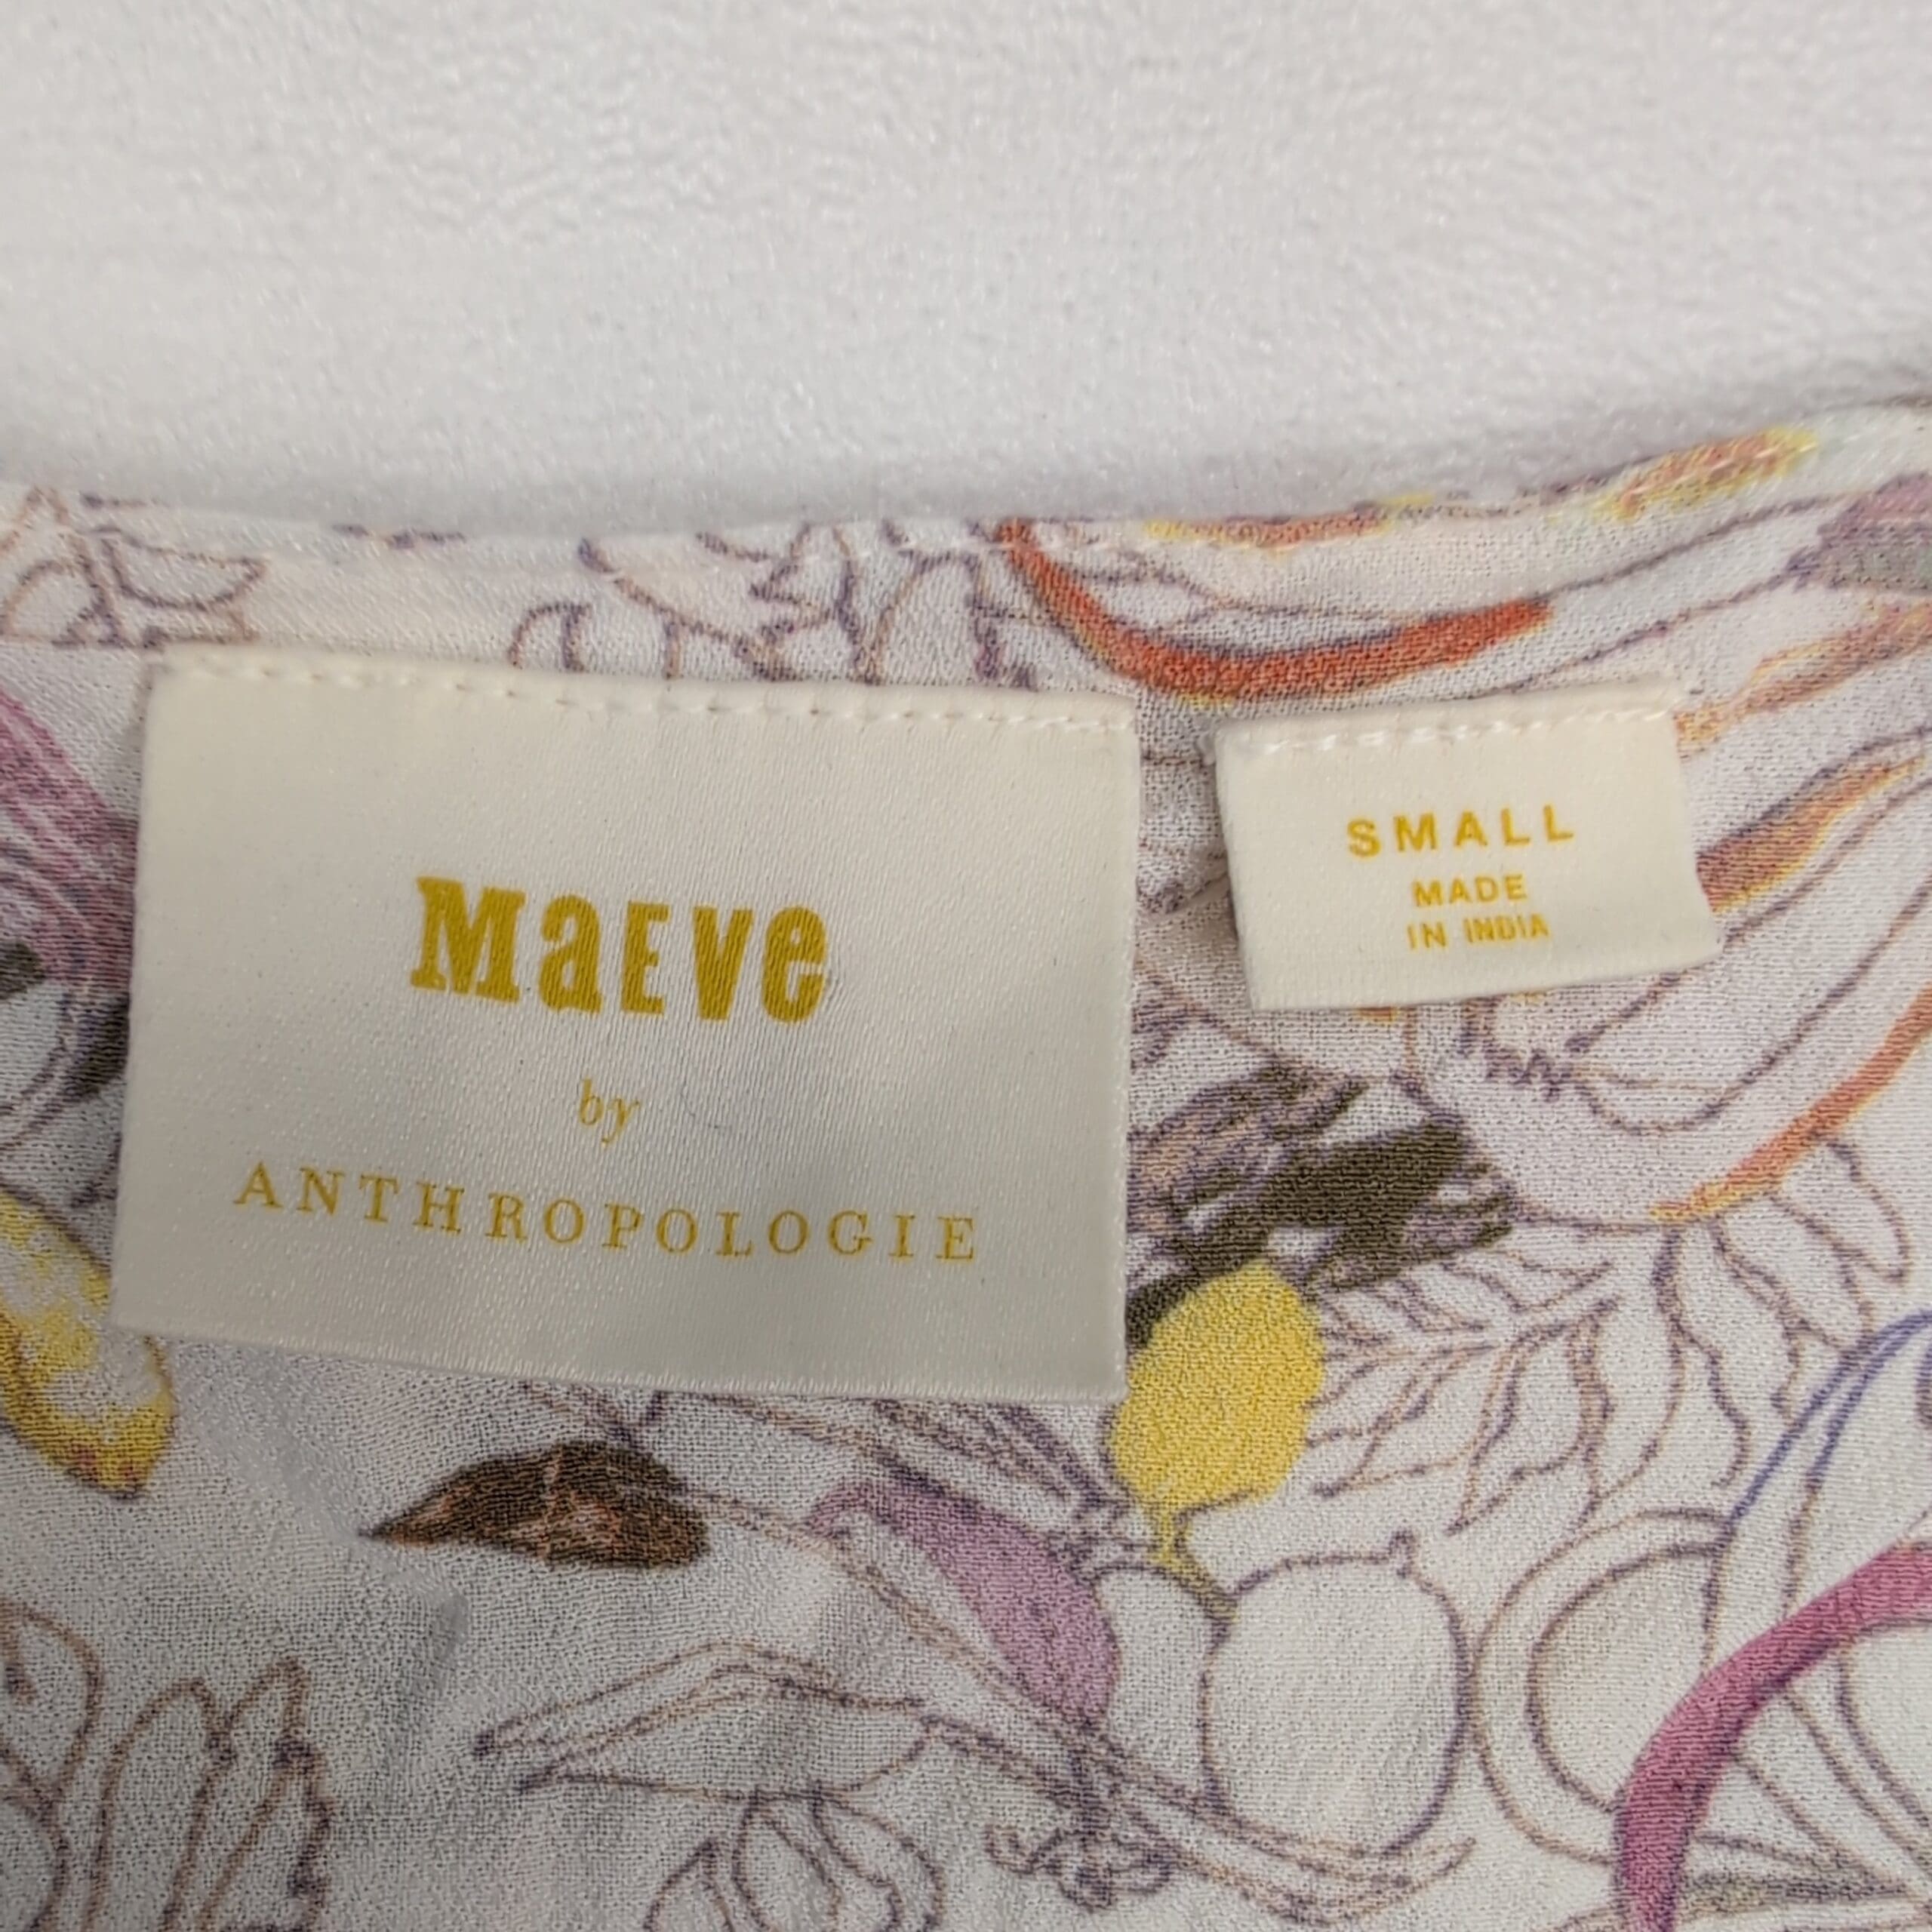 MaEve
by
ANTHROPOLOGIE
SMALL
MADE
IN INDIA